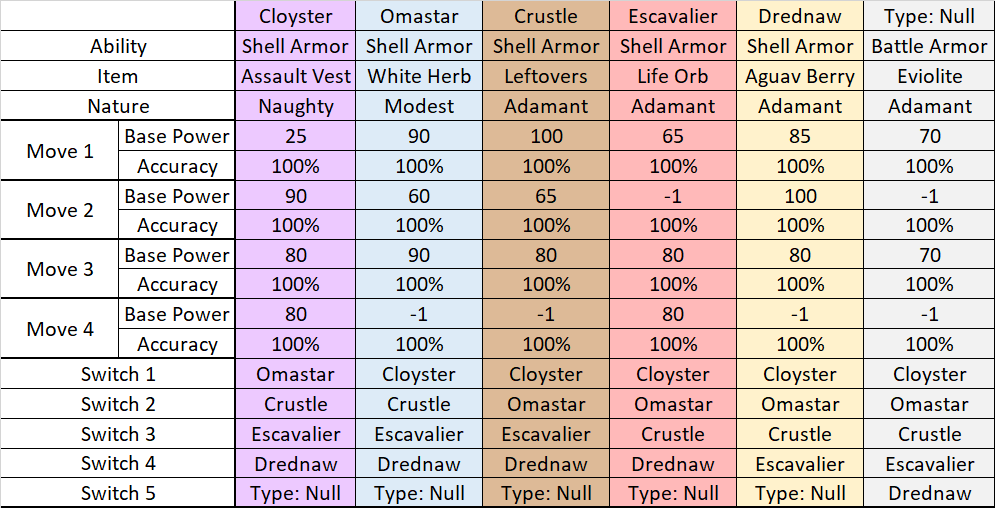 Cloyster Omastar Crustle Escavalier Drednaw Type: Null
Ability Shell Armor Shell Armor Shell Armor Shell Armor Shell Armor Battle Armor
Item Assault Vest White Herb Leftovers Life Orb Aguav Berry Eviolite
Nature Naughty Modest Adamant Adamant Adamant Adamant
Move 1 Base Power 25 90 100 65 85 70
Accuracy 100% 100% 100% 100% 100% 100%
Move 2 Base Power 90 60 65 -1 100 -1
Accuracy 100% 100% 100% 100% 100% 100%
Move 3 Base Power 80 90 80 80 80 70
Accuracy 100% 100% 100% 100% 100% 100%
Move 4 Base Power 80 -1 -1 80 -1 -1
Accuracy 100% 100% 100% 100% 100% 100%
Switch 1 Omastar Cloyster Cloyster Cloyster Cloyster Cloyster
Switch 2 Crustle Crustle Omastar Omastar Omastar Omastar
Switch 3 Escavalier Escavalier Escavalier Crustle Crustle Crustle
Switch 4 Drednaw Drednaw Drednaw Drednaw Escavalier Escavalier
Switch 5 Type: Null Type: Null Type: Null Type: Null Type: Null Drednaw